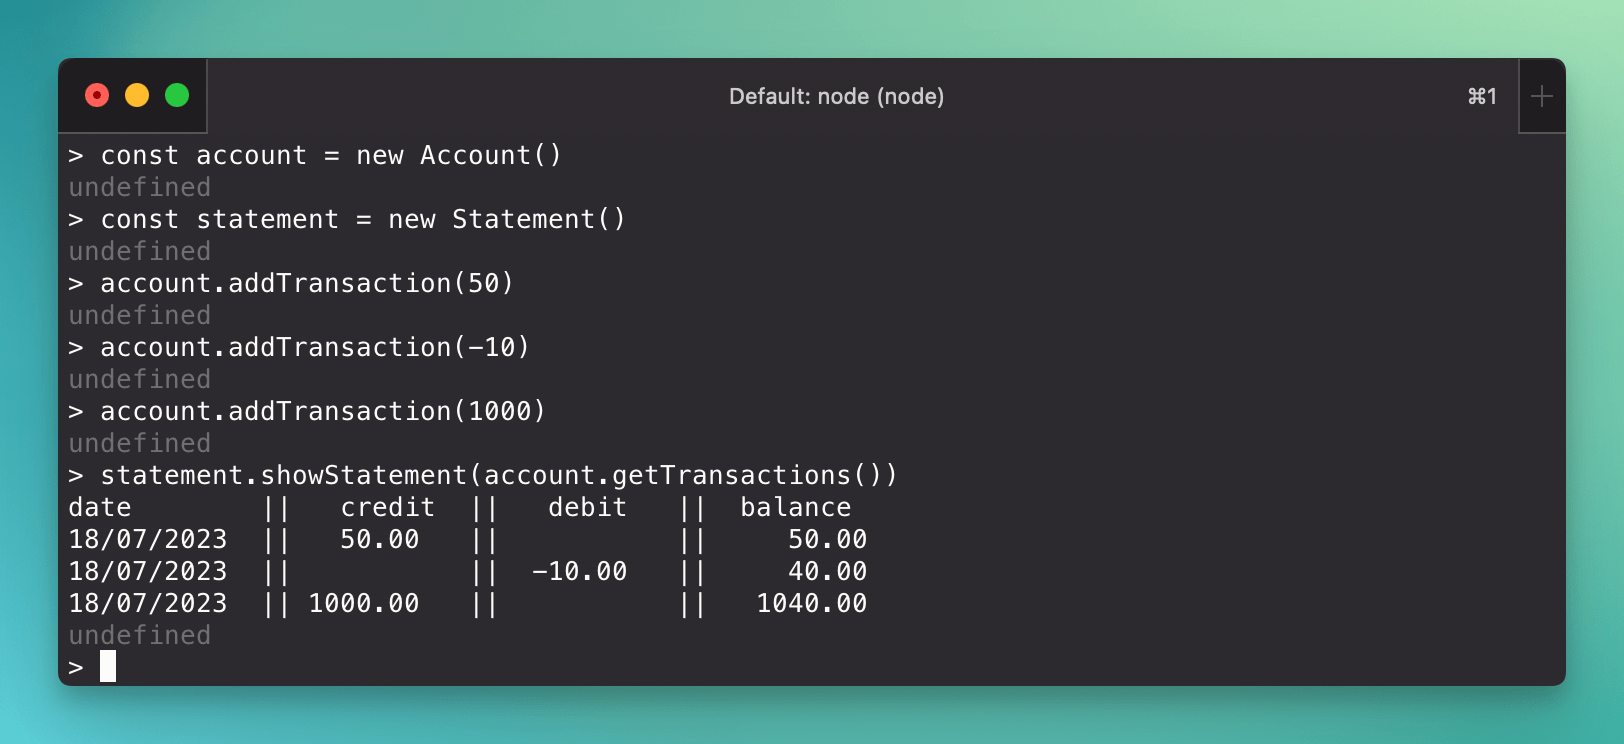 Default: node (node)
⌘1
> const account = new Account()
undefined
> const statement = new Statement()
undefined
> account.addTransaction(50)
undefined
> account.addTransaction(-10)
undefined
> account.addTransaction(1000)
undefined
> statement.showStatement(account.getTransactions())
date        ||   credit  ||   debit   ||  balance
18/07/2023  ||   50.00   ||           ||     50.00
18/07/2023  ||           ||  -10.00   ||     40.00
18/07/2023  || 1000.00   ||           ||   1040.00
undefined
>